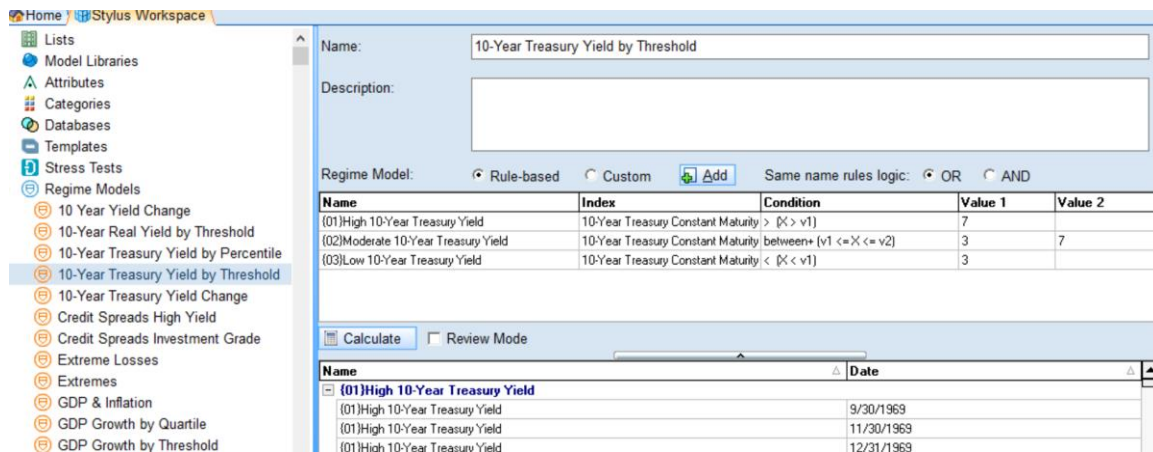 Home Stylus Workspace
Lists
Model Libraries
Attributes
Categories
Databases
Templates
Stress Tests
Regime Models
10 Year Yield Change
10-Year Real Yield by Threshold
10-Year Treasury Yield by Percentile
10-Year Treasury Yield by Threshold
10-Year Treasury Yield Change
Credit Spreads High Yield
Credit Spreads Investment Grade
Extreme Losses
Extremes
GDP & Inflation
GDP Growth by Quartile
GDP Growth by Threshold
Name: 10-Year Treasury Yield by Threshold
Description:
Regime Model: Rule-based Custom Add Same name rules logic: OR AND
Name Index Condition Value 1 Value 2
{01}High 10-Year Treasury Yield 10-Year Treasury Constant Maturity > (X > v1) 7
{02}Moderate 10-Year Treasury Yield 10-Year Treasury Constant Maturity between+ (v1 <=X <= v2) 3 7
{03}Low 10-Year Treasury Yield 10-Year Treasury Constant Maturity < (X < v1) 3
Calculate Review Mode
Name Date
{01}High 10-Year Treasury Yield
{01}High 10-Year Treasury Yield 9/30/1969
{01}High 10-Year Treasury Yield 11/30/1969
{01}High 10-Year Treasury Yield 12/31/1969